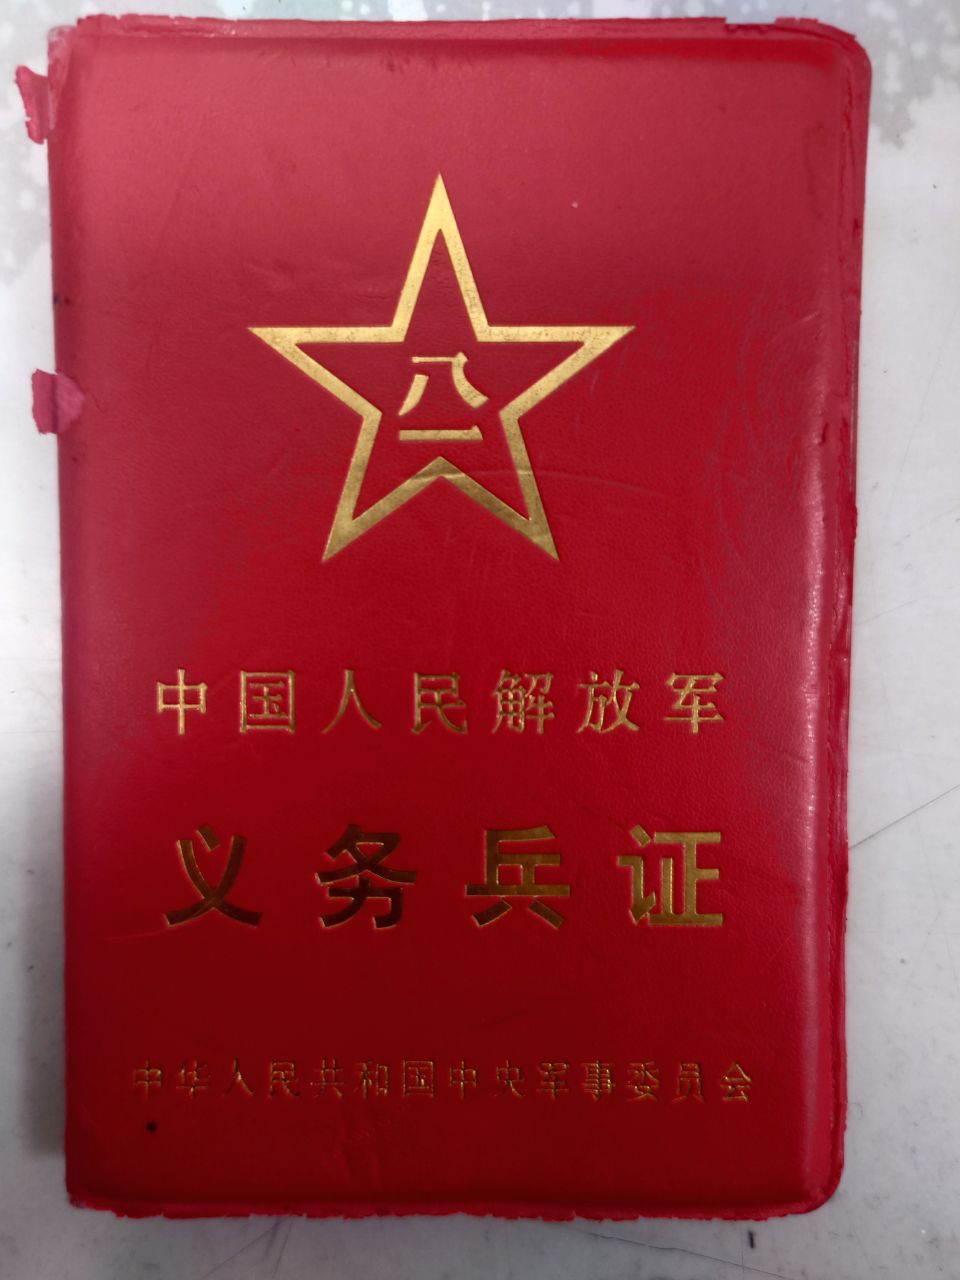 八一
中国人民解放军
义务兵证
中华人民共和国中央军事委员会